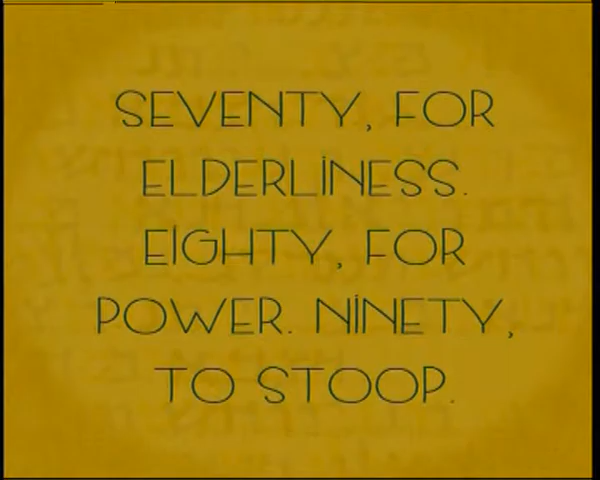 SEVENTY, FOR
ELDERLINESS.
EIGHTY, FOR
POWER. NINETY,
TO STOOP.